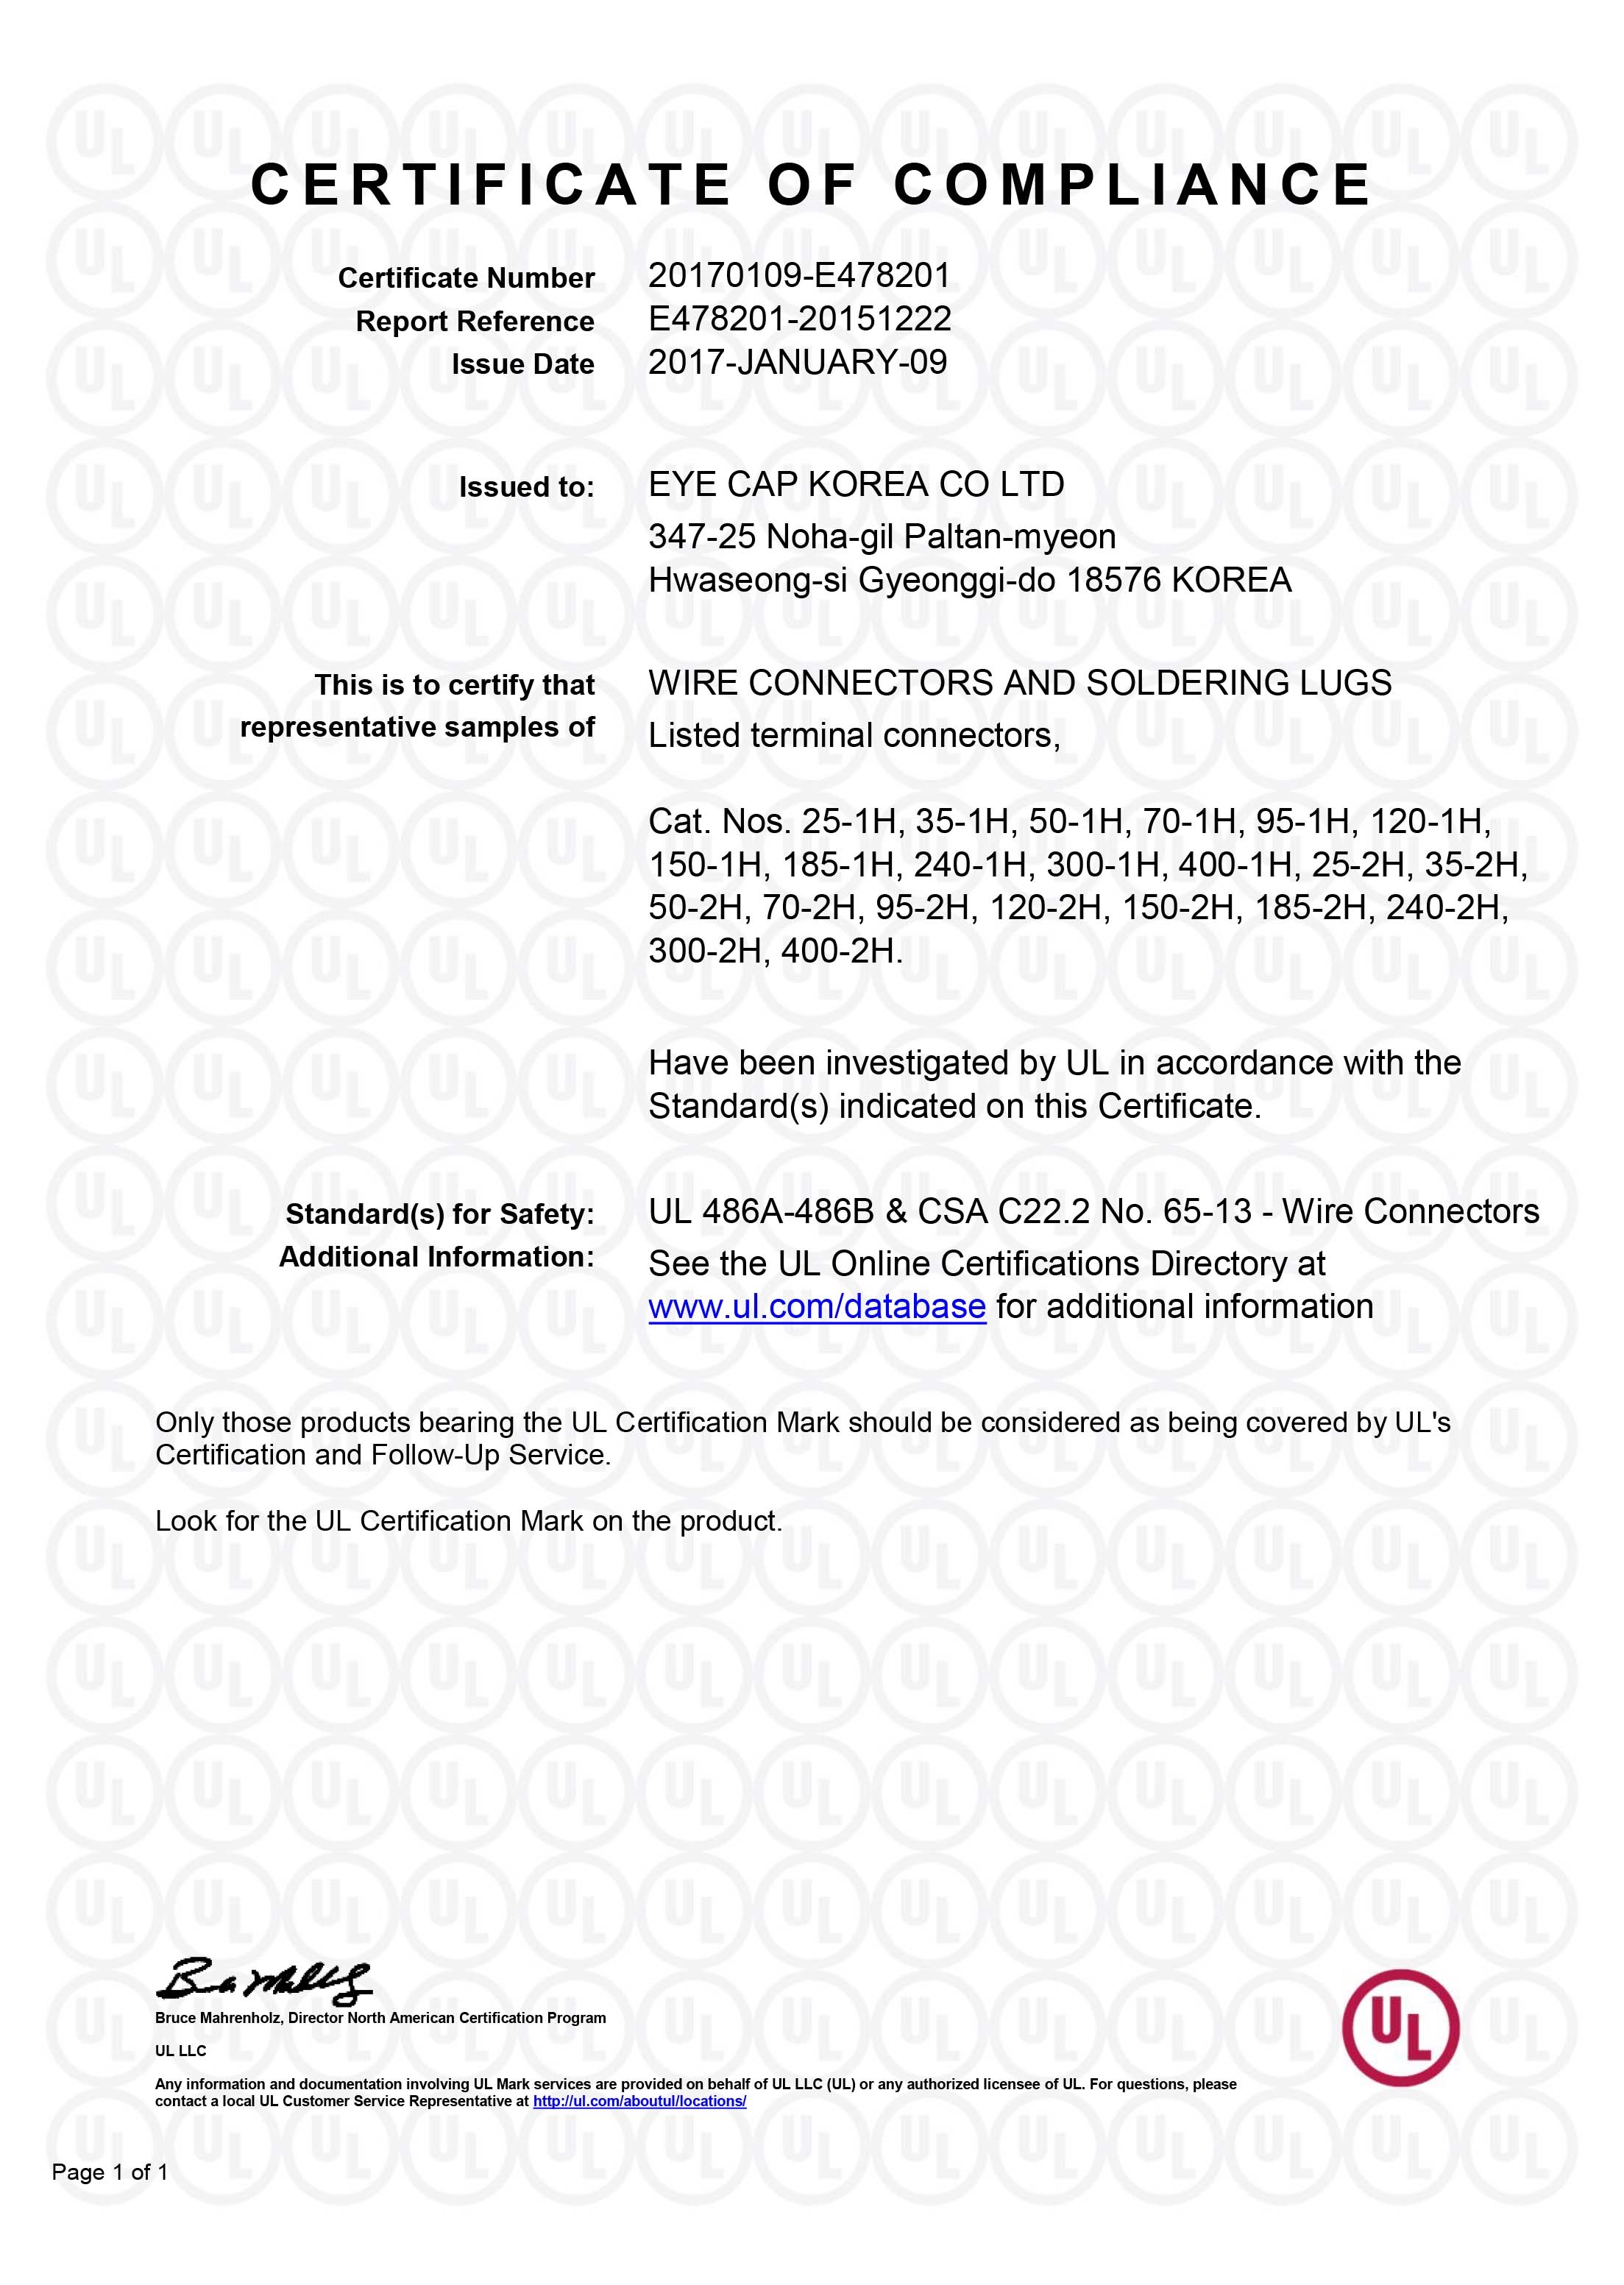 CERTIFICATE OF COMPLIANCE
Certificate Number 20170109-E478201
Report Reference E478201-20151222
Issue Date 2017-JANUARY-09
Issued to: EYE CAP KOREA CO LTD
347-25 Noha-gil Paltan-myeon
Hwaseong-si Gyeonggi-do 18576 KOREA
This is to certify that WIRE CONNECTORS AND SOLDERING LUGS
representative samples of Listed terminal connectors,
Cat. Nos. 25-1H, 35-1H, 50-1H, 70-1H, 95-1H, 120-1H,
150-1H, 185-1H, 240-1H, 300-1H, 400-1H, 25-2H, 35-2H,
50-2H, 70-2H, 95-2H, 120-2H, 150-2H, 185-2H, 240-2H,
300-2H, 400-2H.
Have been investigated by UL in accordance with the
Standard(s) indicated on this Certificate.
Standard(s) for Safety: UL 486A-486B & CSA C22.2 No. 65-13 - Wire Connectors
Additional Information: See the UL Online Certifications Directory at
www.ul.com/database for additional information
Only those products bearing the UL Certification Mark should be considered as being covered by UL's
Certification and Follow-Up Service.
Look for the UL Certification Mark on the product.
Bruce Mahrenholz, Director North American Certification Program
UL LLC
Any information and documentation involving UL Mark services are provided on behalf of UL LLC (UL) or any authorized licensee of UL. For questions, please
contact a local UL Customer Service Representative at http://ul.com/aboutul/locations/
UL
Page 1 of 1